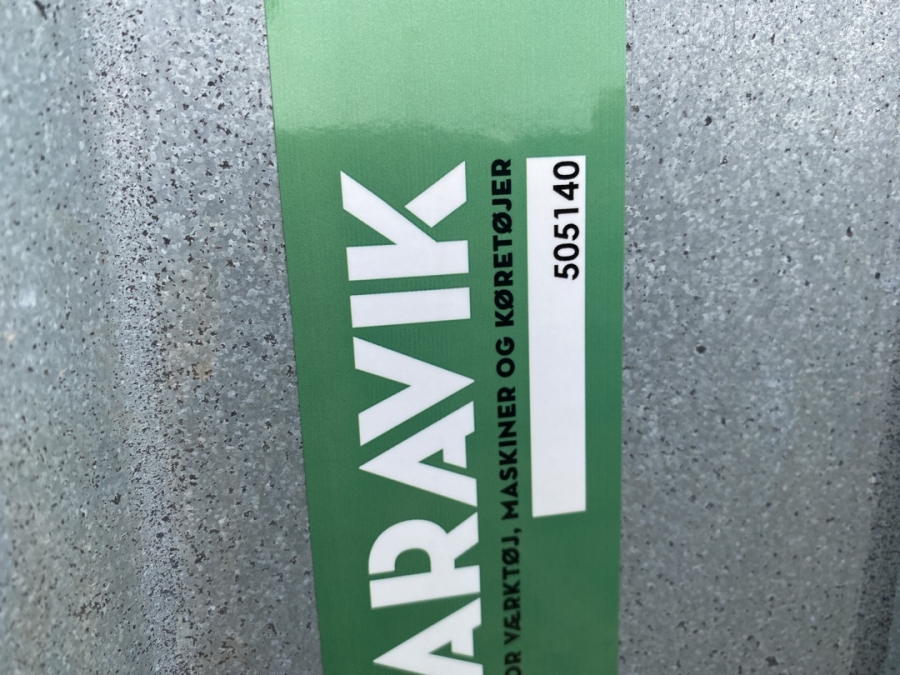 ARAVIK
OR VÆRKTØJ, MASKINER OG KØRETØJER
505140